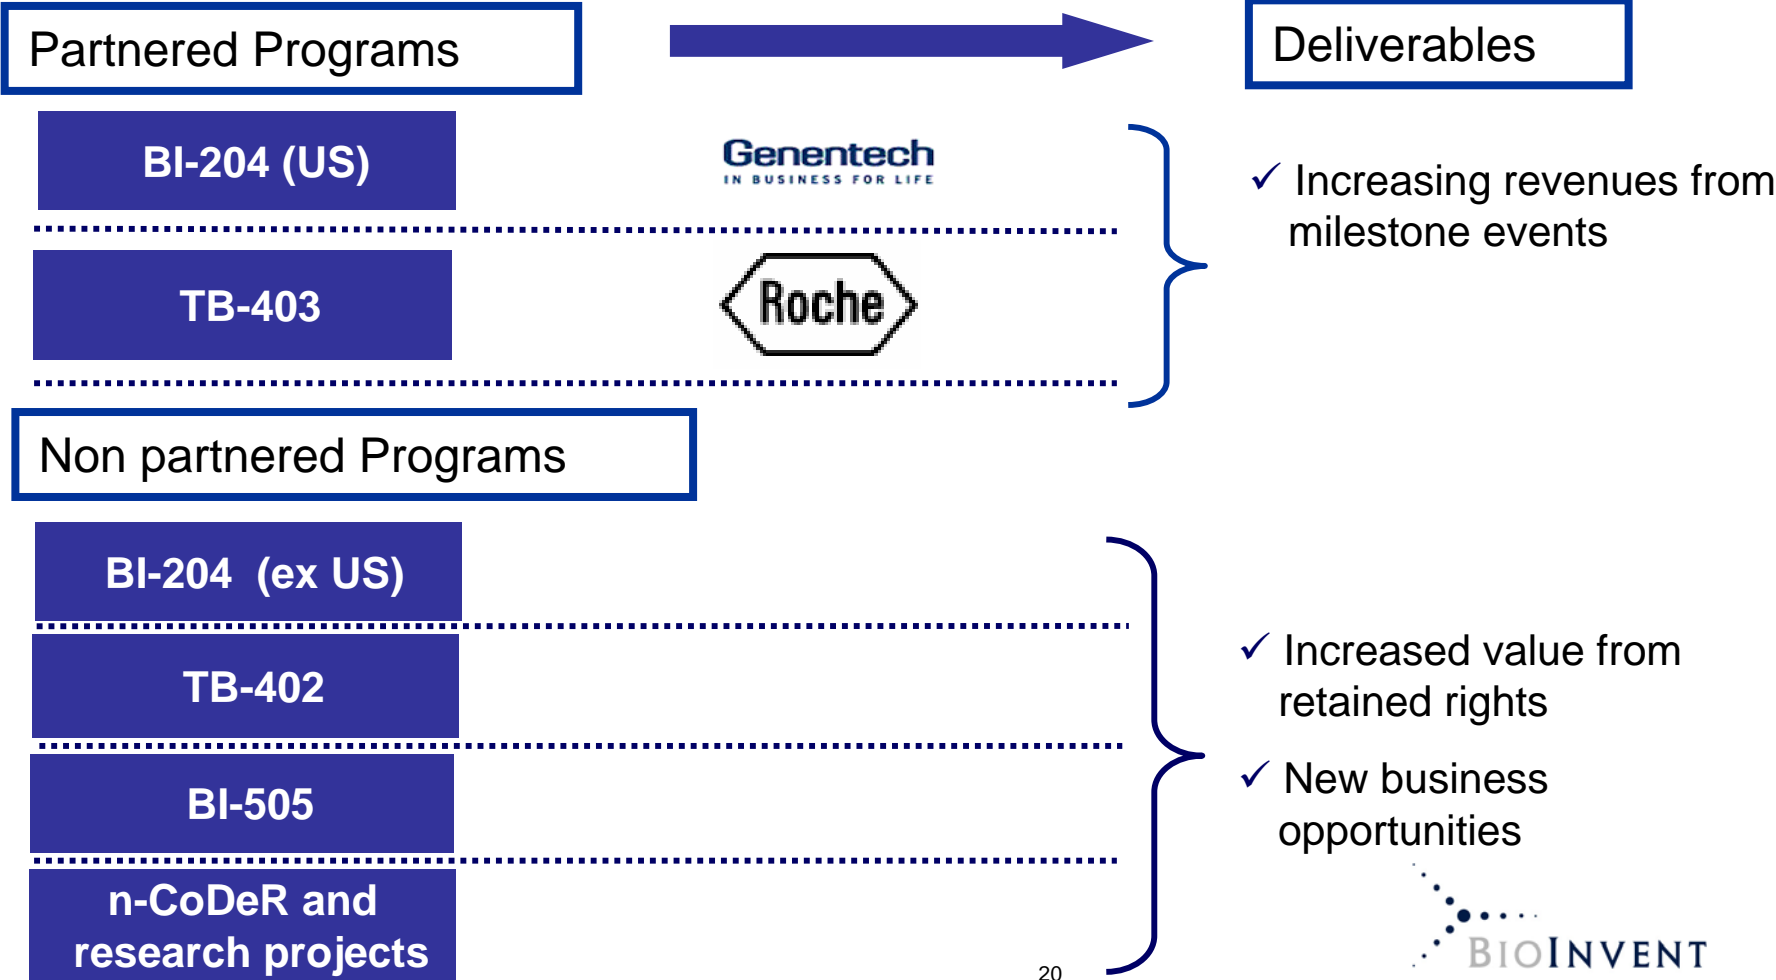 Partnered Programs
Deliverables
BI-204 (US)
Genentech
IN BUSINESS FOR LIFE
✓ Increasing revenues from
milestone events
TB-403
Roche
Non partnered Programs
BI-204 (ex US)
TB-402
✓ Increased value from
retained rights
BI-505
✓ New business
opportunities
n-CoDeR and
research projects
20
BIOINVENT